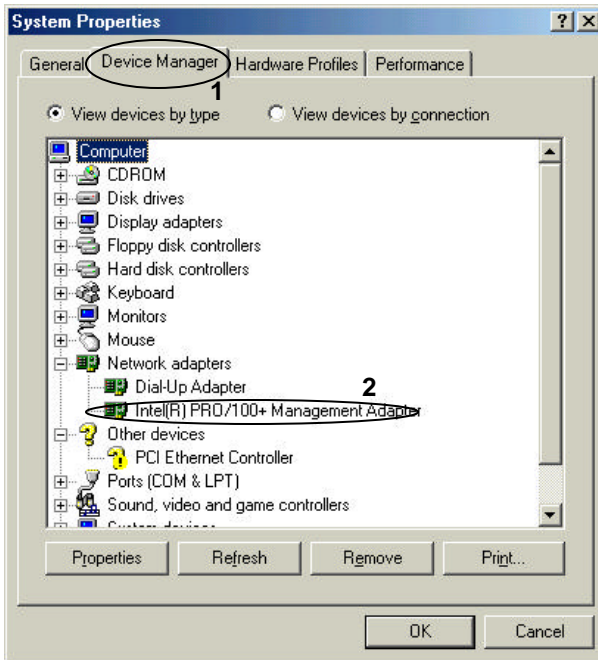 System Properties
General Device Manager Hardware Profiles Performance
1
View devices by type View devices by connection
Computer
CDROM
Disk drives
Display adapters
Floppy disk controllers
Hard disk controllers
Keyboard
Monitors
Mouse
Network adapters
Dial-Up Adapter
2
Intel(R) PRO/100+ Management Adapter
Other devices
PCI Ethernet Controller
Ports (COM & LPT)
Sound, video and game controllers
System devices
Properties Refresh Remove Print...
OK Cancel